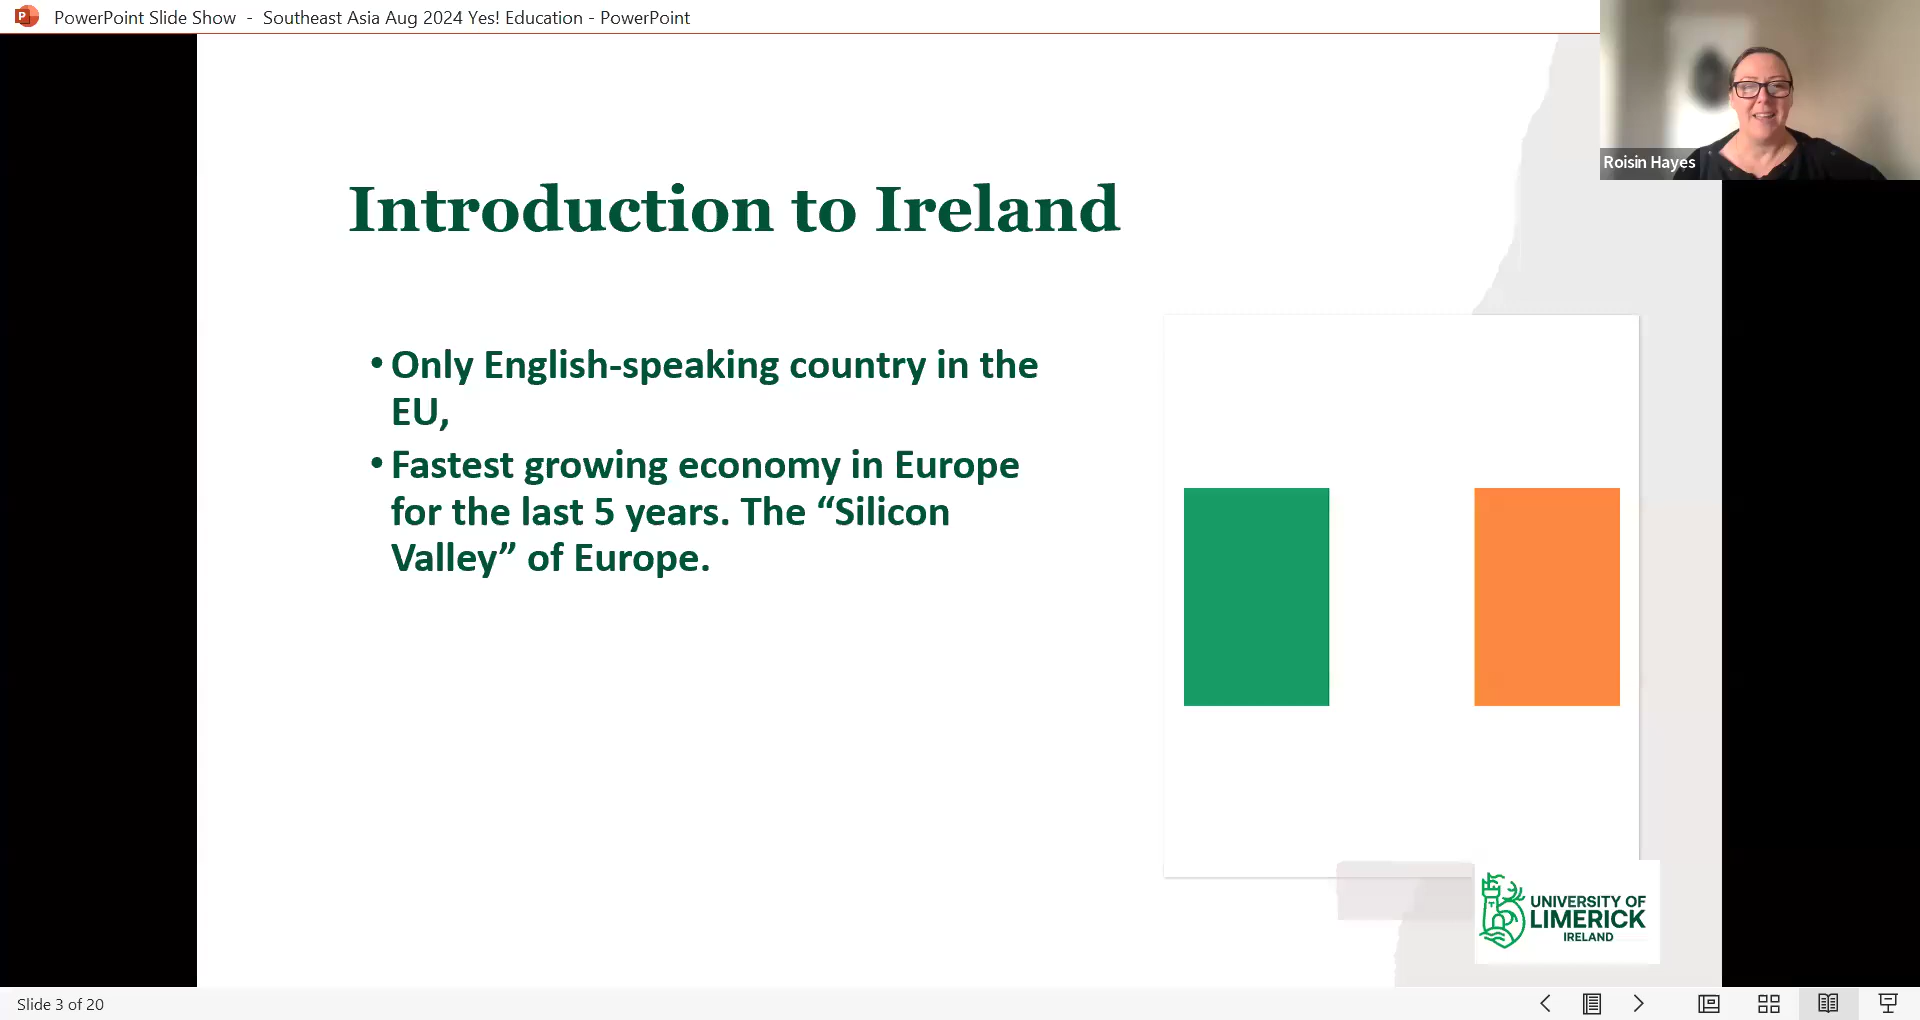 PowerPoint Slide Show - Southeast Asia Aug 2024 Yes! Education - PowerPoint
Roisin Hayes
Introduction to Ireland
• Only English-speaking country in the
EU,
• Fastest growing economy in Europe
for the last 5 years. The “Silicon
Valley” of Europe.
UNIVERSITY OF
LIMERICK
IRELAND
Slide 3 of 20